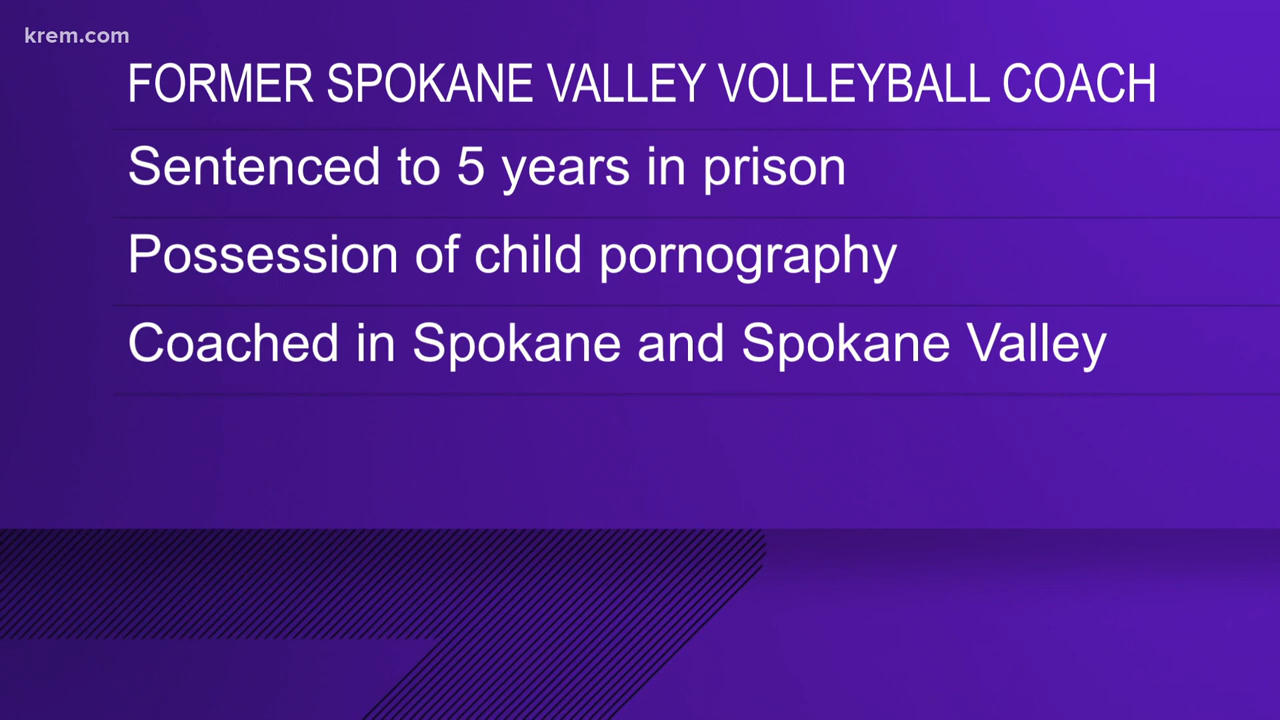 krem.com
FORMER SPOKANE VALLEY VOLLEYBALL COACH
Sentenced to 5 years in prison
Possession of child pornography
Coached in Spokane and Spokane Valley